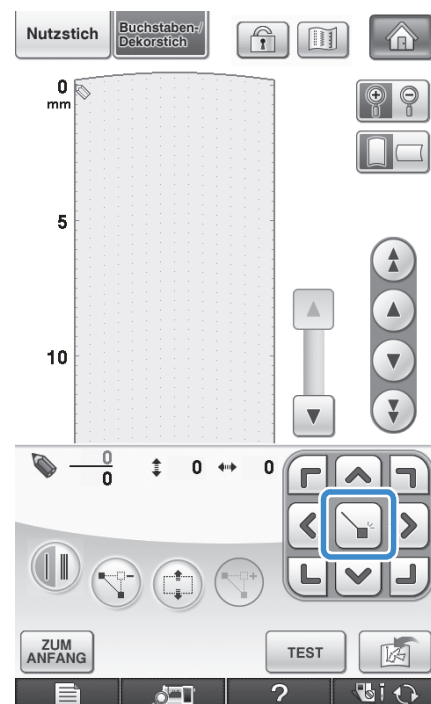 Nutzstich
Buchstaben-/
Dekorstich
0
mm
5
10
0
0
0
0
ZUM
ANFANG
TEST
?
i